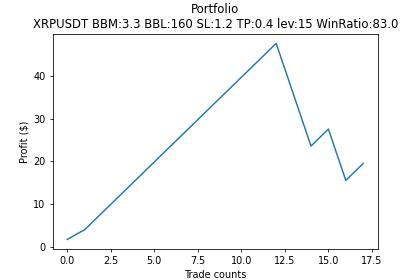 Portfolio
XRPUSDT BBM:3.3 BBL:160 SL:1.2 TP:0.4 lev:15 WinRatio:83.0
40
30
20
10
0
Profit ($)
0.0 2.5 5.0 7.5 10.0 12.5 15.0 17.5
Trade counts